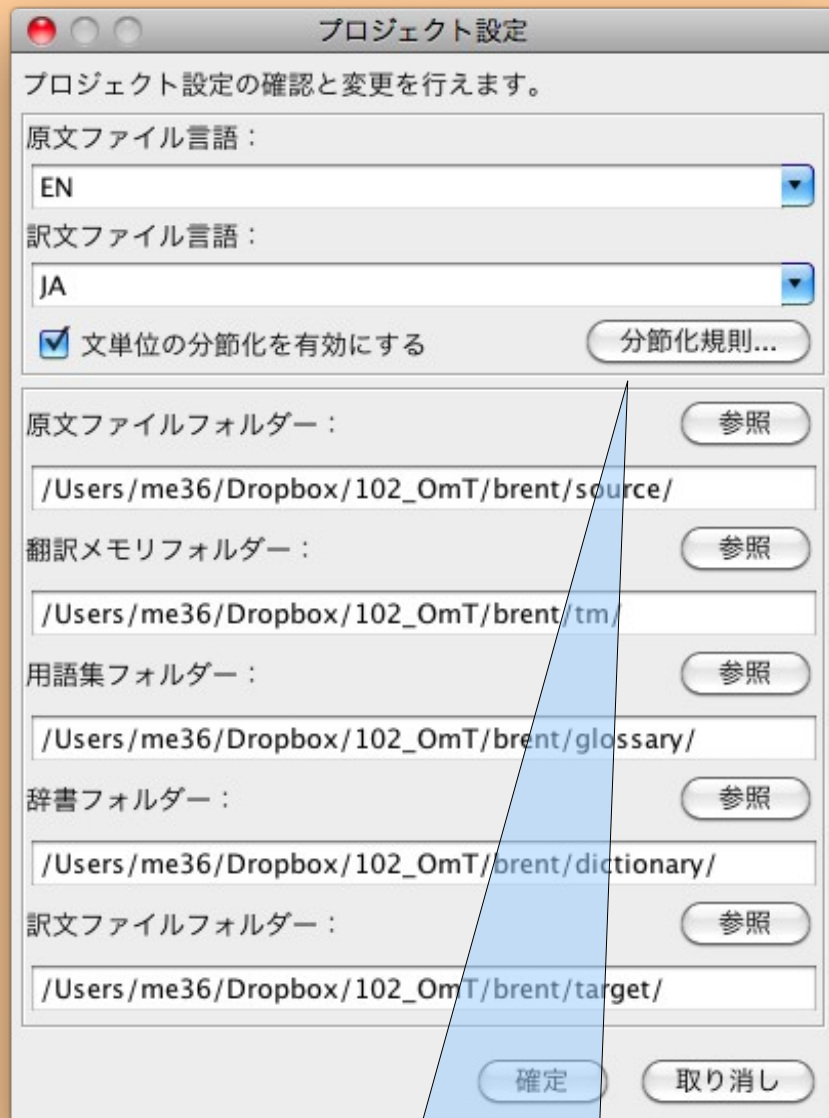 プロジェクト設定
プロジェクト設定の確認と変更を行えます。
原文ファイル言語：
EN
訳文ファイル言語：
JA
文単位の分節化を有効にする 分節化規則...
原文ファイルフォルダー： 参照
/Users/me36/Dropbox/102_OmT/brent/source/
翻訳メモリフォルダー： 参照
/Users/me36/Dropbox/102_OmT/brent/tm/
用語集フォルダー： 参照
/Users/me36/Dropbox/102_OmT/brent/glossary/
辞書フォルダー： 参照
/Users/me36/Dropbox/102_OmT/brent/dictionary/
訳文ファイルフォルダー： 参照
/Users/me36/Dropbox/102_OmT/brent/target/
確定 取り消し